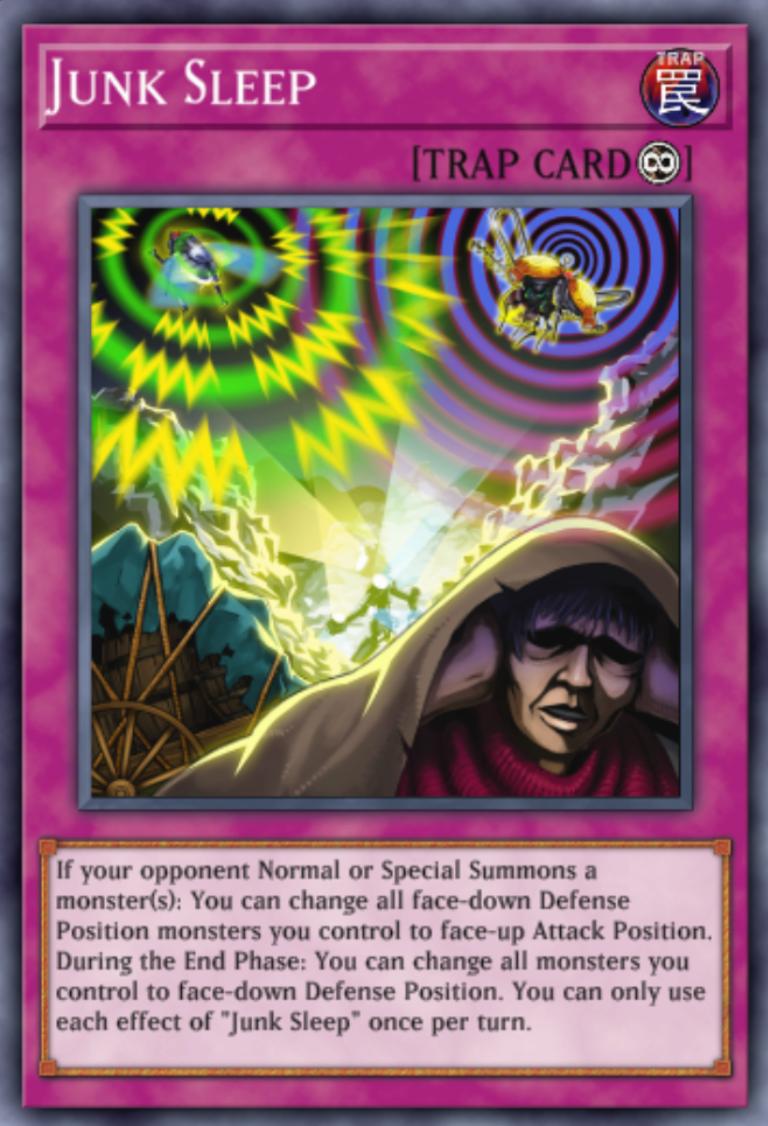 Junk Sleep
TRAP
罠
[TRAP CARD]
If your opponent Normal or Special Summons a
monster(s): You can change all face-down Defense
Position monsters you control to face-up Attack Position.
During the End Phase: You can change all monsters you
control to face-down Defense Position. You can only use
each effect of "Junk Sleep" once per turn.